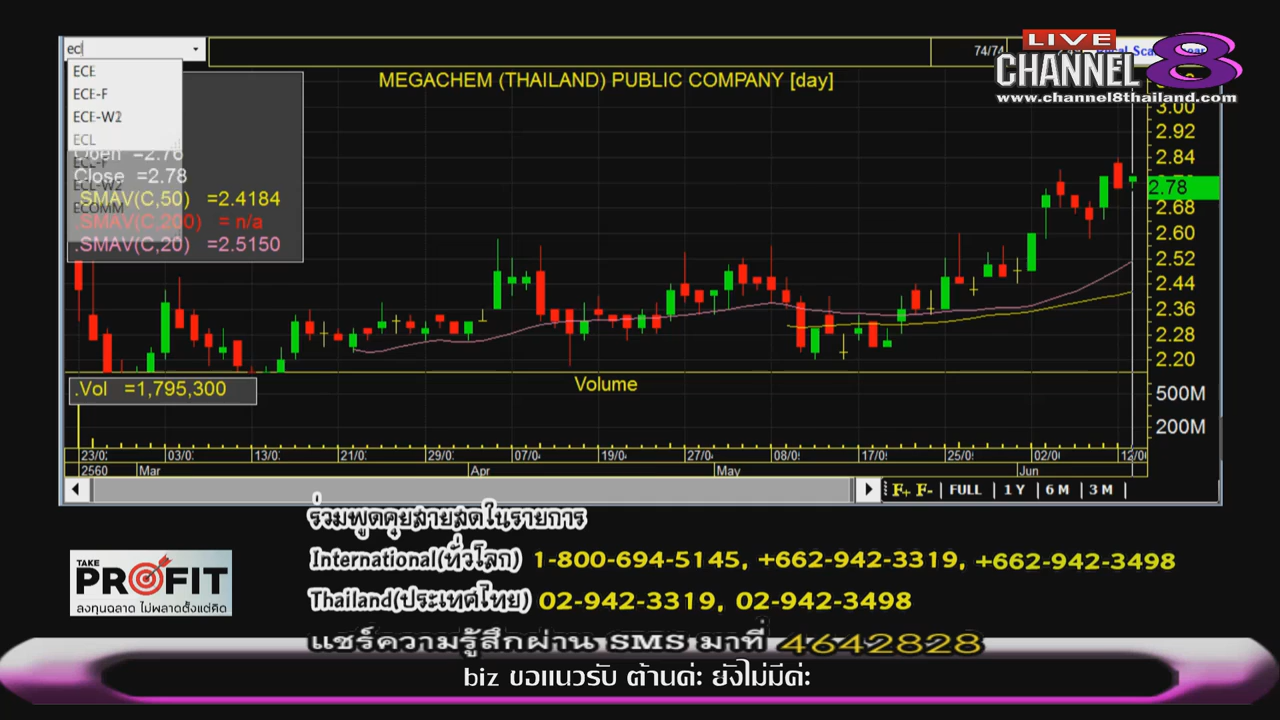 ecl
LIVE
74/74
CHANNEL 8
www.channel8thailand.com
MEGACHEM (THAILAND) PUBLIC COMPANY [day]
ECE
ECE-F
ECE-W2
ECL
ECL-F
ECL-W2
ECOMM
Open =2.76
Close =2.78
.SMAV(C,50) =2.4184
.SMAV(C,200) = n/a
.SMAV(C,20) =2.5150
3.00
2.92
2.84
2.78
2.68
2.60
2.52
2.44
2.36
2.28
2.20
.Vol =1,795,300
Volume
500M
200M
23/0 03/0 13/0 21/0 29/0 07/0 19/0 27/0 08/0 17/0 25/0 02/0 12/0
2560 Mar Apr May Jun
F+ F- FULL 1 Y 6 M 3 M
ร่วมพูดคุยสายสดในรายการ
International(ทั่วโลก) 1-800-694-5145, +662-942-3319, +662-942-3498
Thailand(ประเทศไทย) 02-942-3319, 02-942-3498
TAKE
PROFIT
ลงทุนฉลาด ไม่พลาดตั้งแต่คิด
แชร์ความรู้สึกผ่าน SMS มาที่ 4642828
biz ขอแนวรับ ต้านค่ะ ยังไม่มีค่ะ